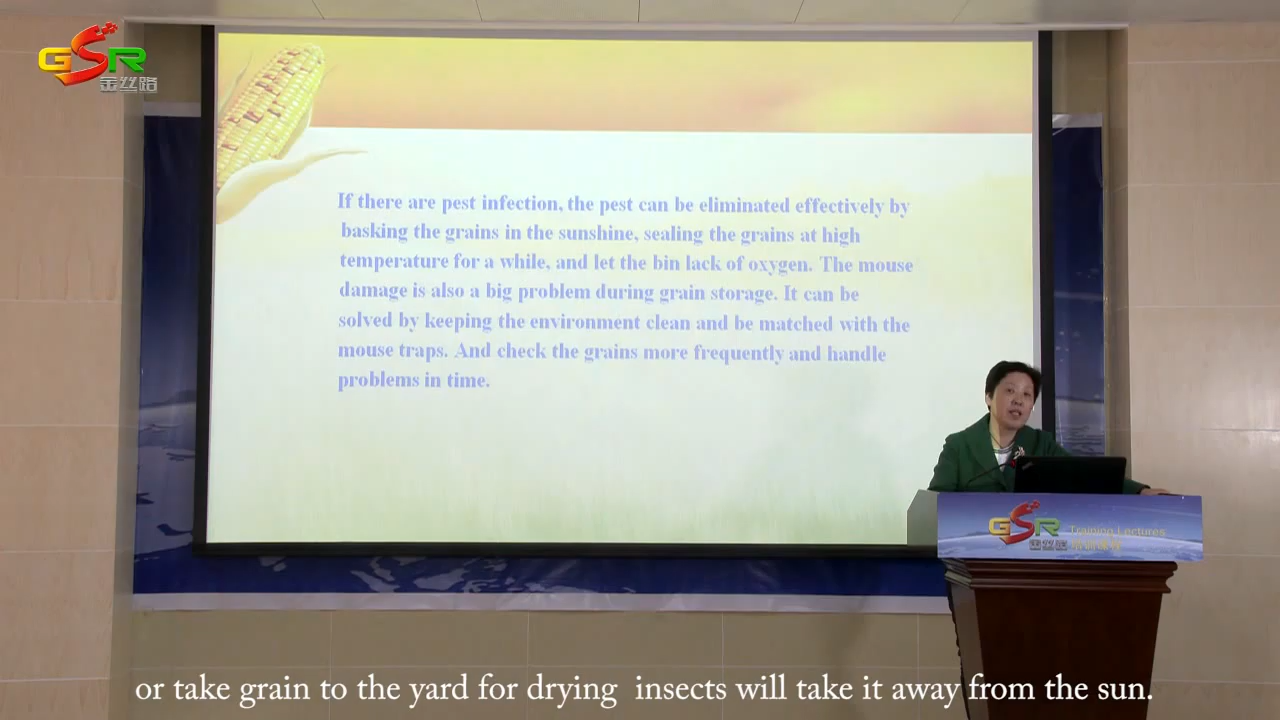 GSR
金丝路
If there are pest infection, the pest can be eliminated effectively by
basking the grains in the sunshine, sealing the grains at high
temperature for a while, and let the bin lack of oxygen. The mouse
damage is also a big problem during grain storage. It can be
solved by keeping the environment clean and be matched with the
mouse traps. And check the grains more frequently and handle
problems in time.
GSR Training Lectures
金丝路
or take grain to the yard for drying insects will take it away from the sun.